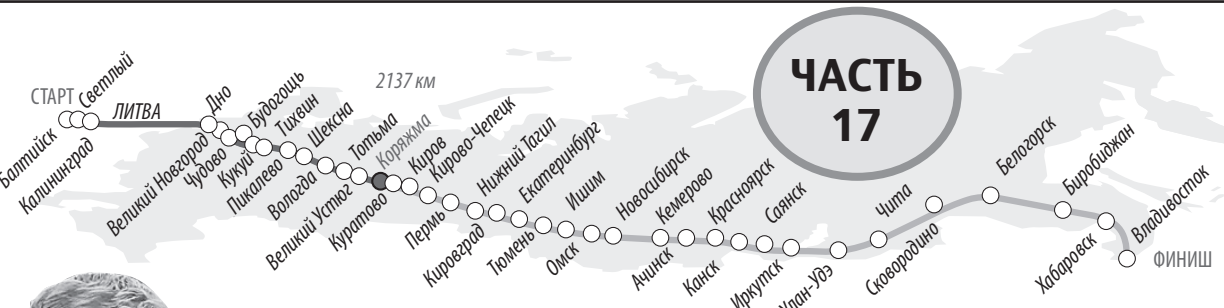 СТАРТ
Балтийск
Светлый
Калининград
ЛИТВА
Дно
Великий Новгород
Чудово
Будогощь
Кукуй
Тихвин
Пикалево
Шексна
Вологда
Тотьма
Великий Устюг
2137 км
Коряжма
Куратово
Киров
Кирово-Чепецк
Пермь
Нижний Тагил
Кировград
Екатеринбург
Тюмень
Ишим
Омск
Новосибирск
Кемерово
Ачинск
Красноярск
Канск
Саянск
Иркутск
Улан-Удэ
Чита
Сковородино
Белогорск
Биробиджан
Хабаровск
Владивосток
ФИНИШ
ЧАСТЬ
17